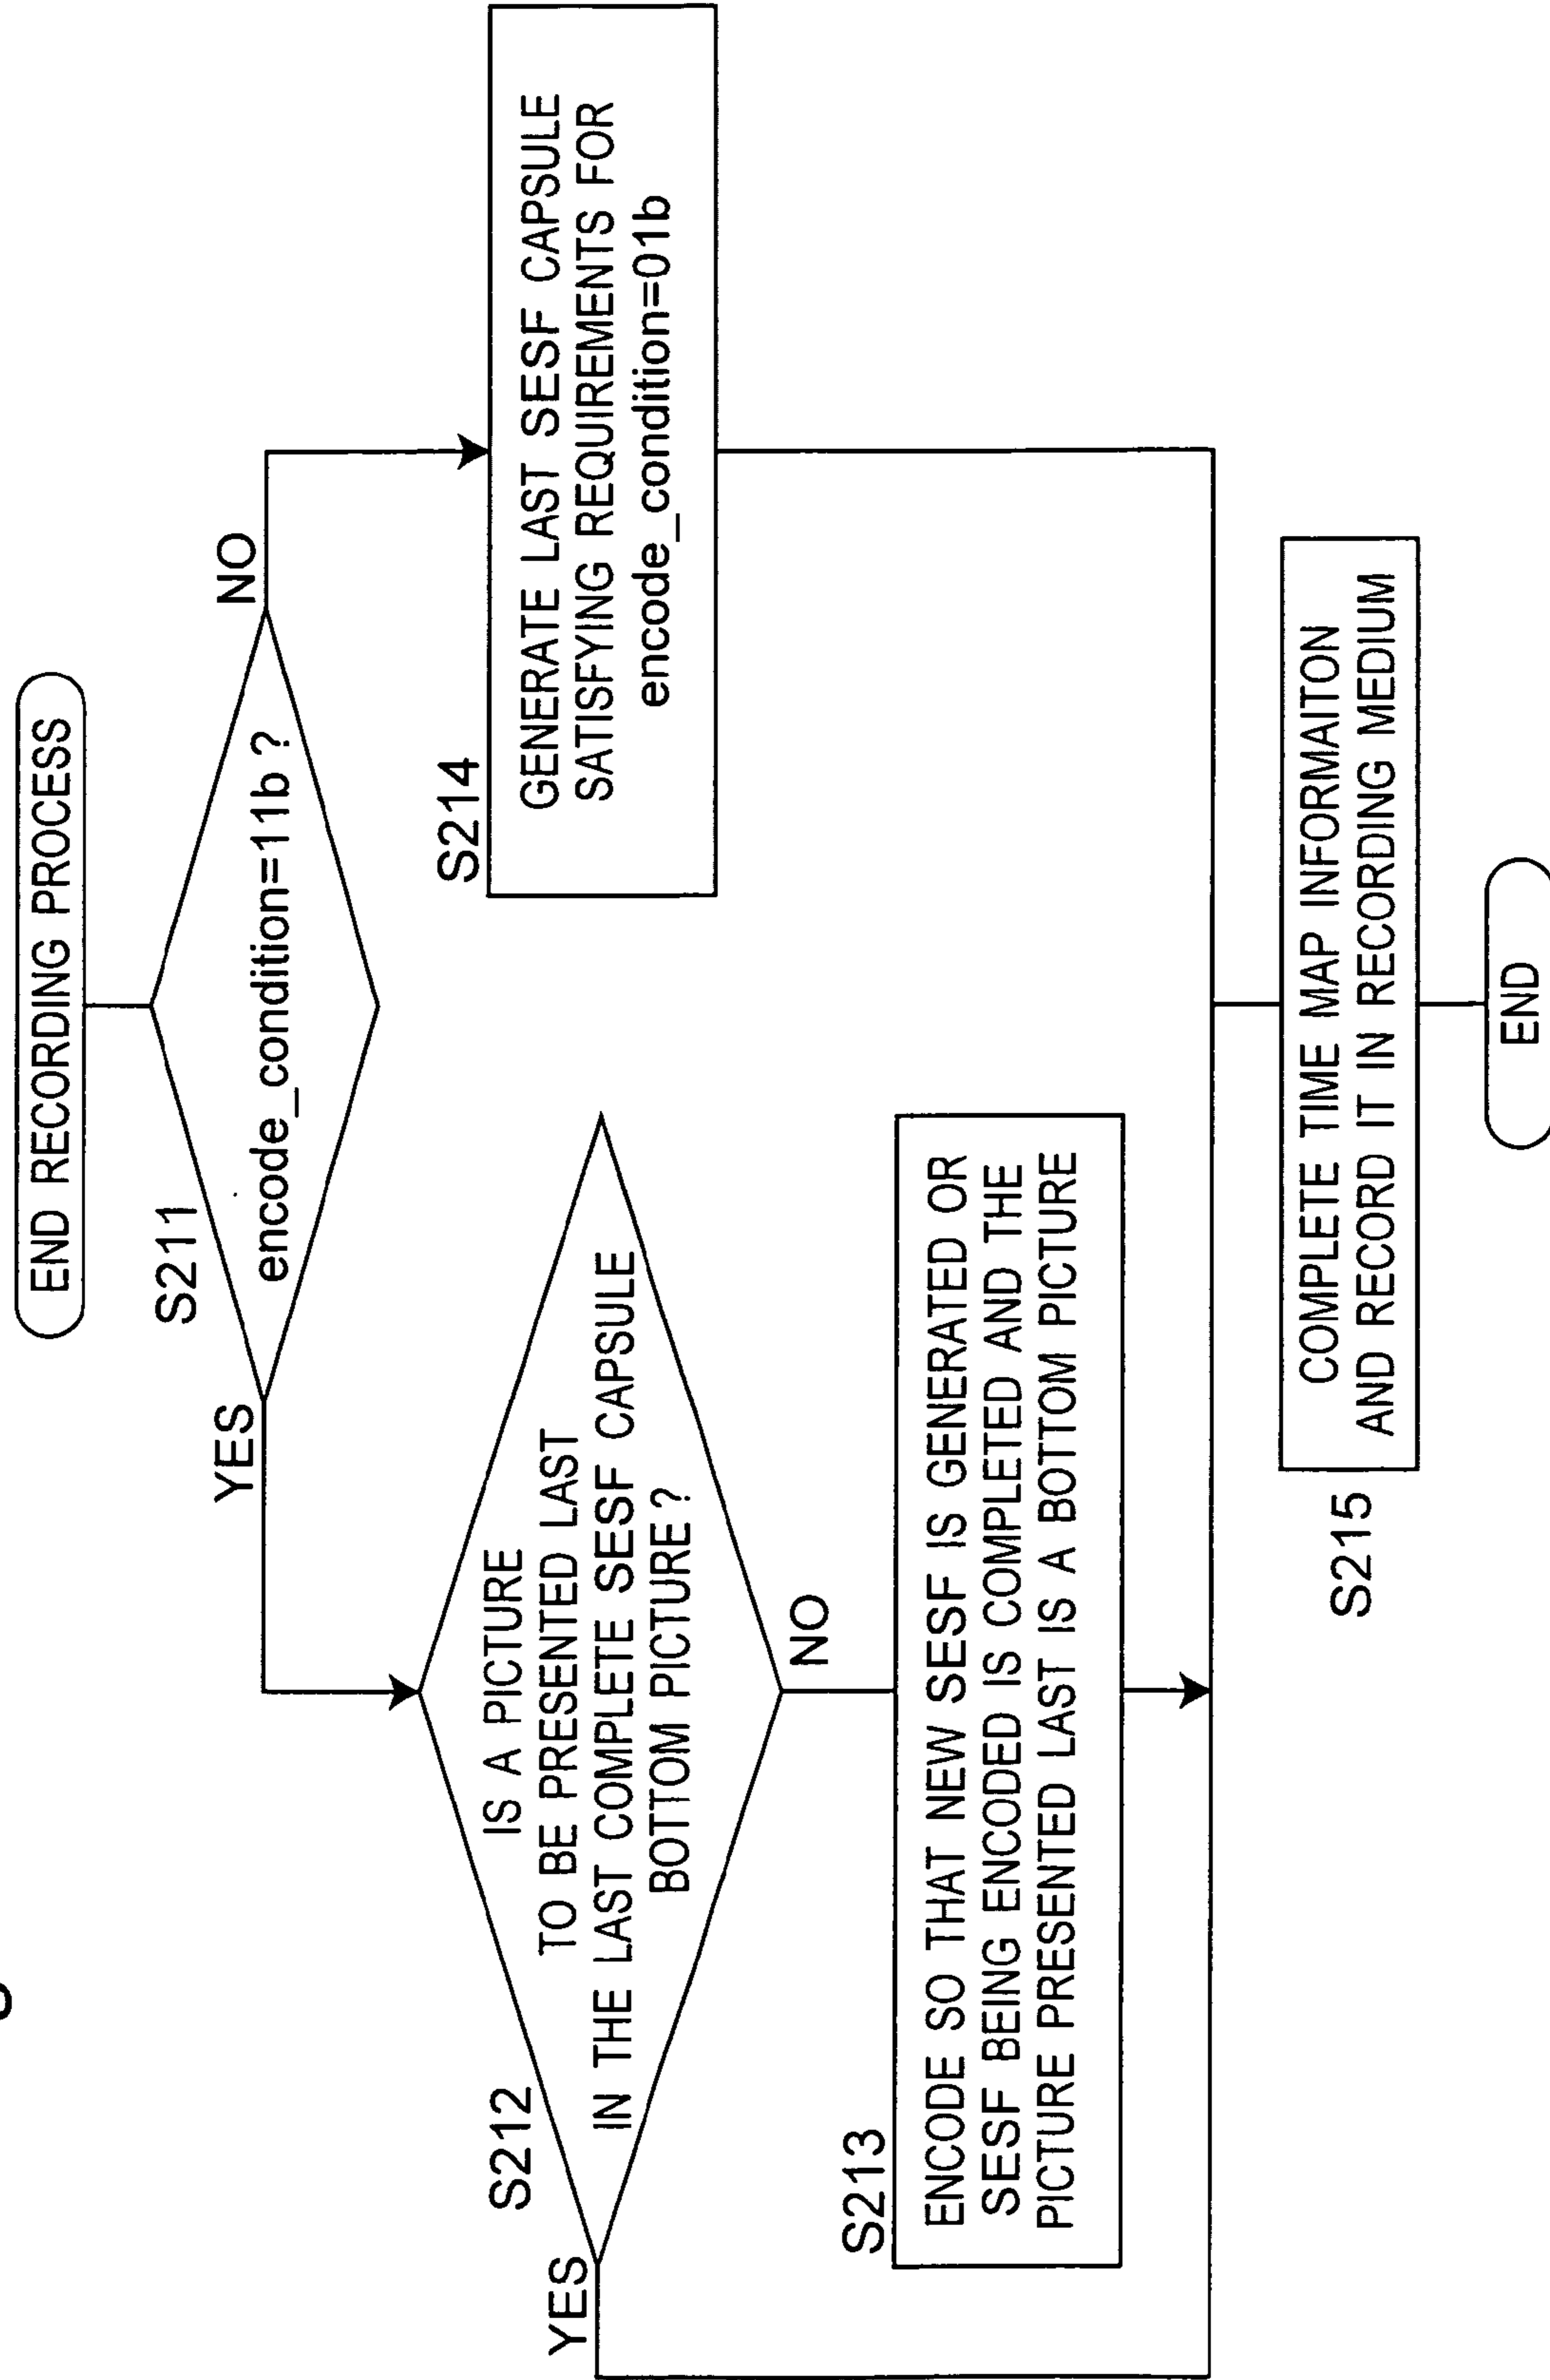 END RECORDING PROCESS
S211
encode_condition=11b ?
YES
NO
S212
IS A PICTURE
TO BE PRESENTED LAST
IN THE LAST COMPLETE SESF CAPSULE
BOTTOM PICTURE ?
YES
NO
S214
GENERATE LAST SESF CAPSULE
SATISFYING REQUIREMENTS FOR
encode_condition=01b
S213
ENCODE SO THAT NEW SESF IS GENERATED OR
SESF BEING ENCODED IS COMPLETED AND THE
PICTURE PRESENTED LAST IS A BOTTOM PICTURE
S215
COMPLETE TIME MAP INFORMAITON
AND RECORD IT IN RECORDING MEDIUM
END